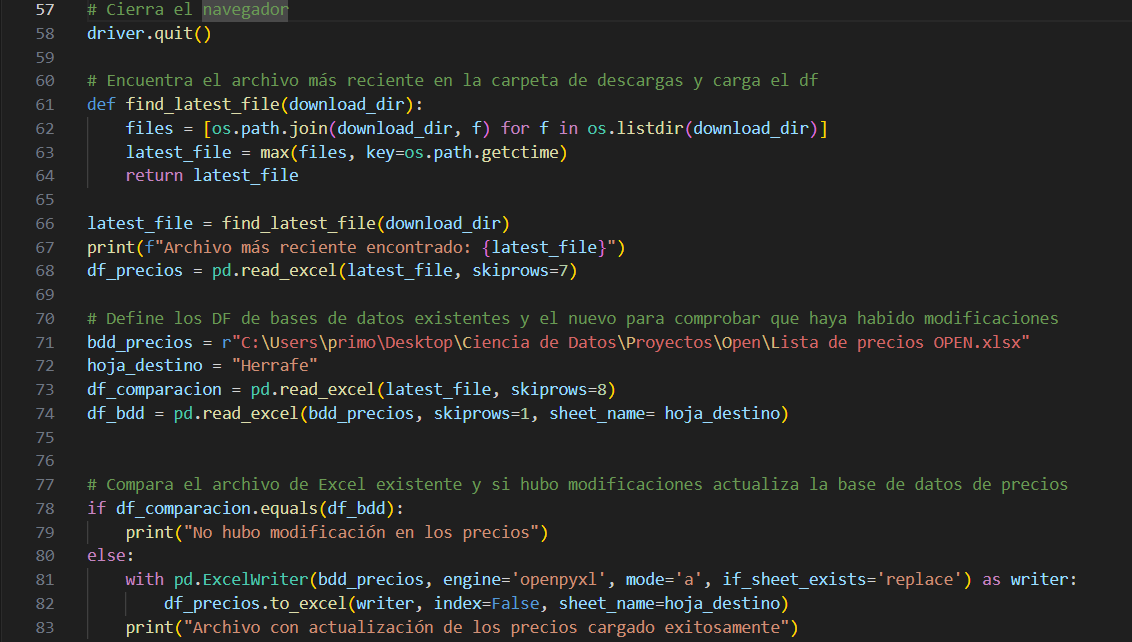 57 # Cierra el navegador
58 driver.quit()
59
60 # Encuentra el archivo más reciente en la carpeta de descargas y carga el df
61 def find_latest_file(download_dir):
62     files = [os.path.join(download_dir, f) for f in os.listdir(download_dir)]
63     latest_file = max(files, key=os.path.getctime)
64     return latest_file
65
66 latest_file = find_latest_file(download_dir)
67 print(f"Archivo más reciente encontrado: {latest_file}")
68 df_precios = pd.read_excel(latest_file, skiprows=7)
69
70 # Define los DF de bases de datos existentes y el nuevo para comprobar que haya habido modificaciones
71 bdd_precios = r"C:\Users\primo\Desktop\Ciencia de Datos\Proyectos\Open\Lista de precios OPEN.xlsx"
72 hoja_destino = "Herrafe"
73 df_comparacion = pd.read_excel(latest_file, skiprows=8)
74 df_bdd = pd.read_excel(bdd_precios, skiprows=1, sheet_name= hoja_destino)
75
76
77 # Compara el archivo de Excel existente y si hubo modificaciones actualiza la base de datos de precios
78 if df_comparacion.equals(df_bdd):
79     print("No hubo modificación en los precios")
80 else:
81     with pd.ExcelWriter(bdd_precios, engine='openpyxl', mode='a', if_sheet_exists='replace') as writer:
82         df_precios.to_excel(writer, index=False, sheet_name=hoja_destino)
83     print("Archivo con actualización de los precios cargado exitosamente")